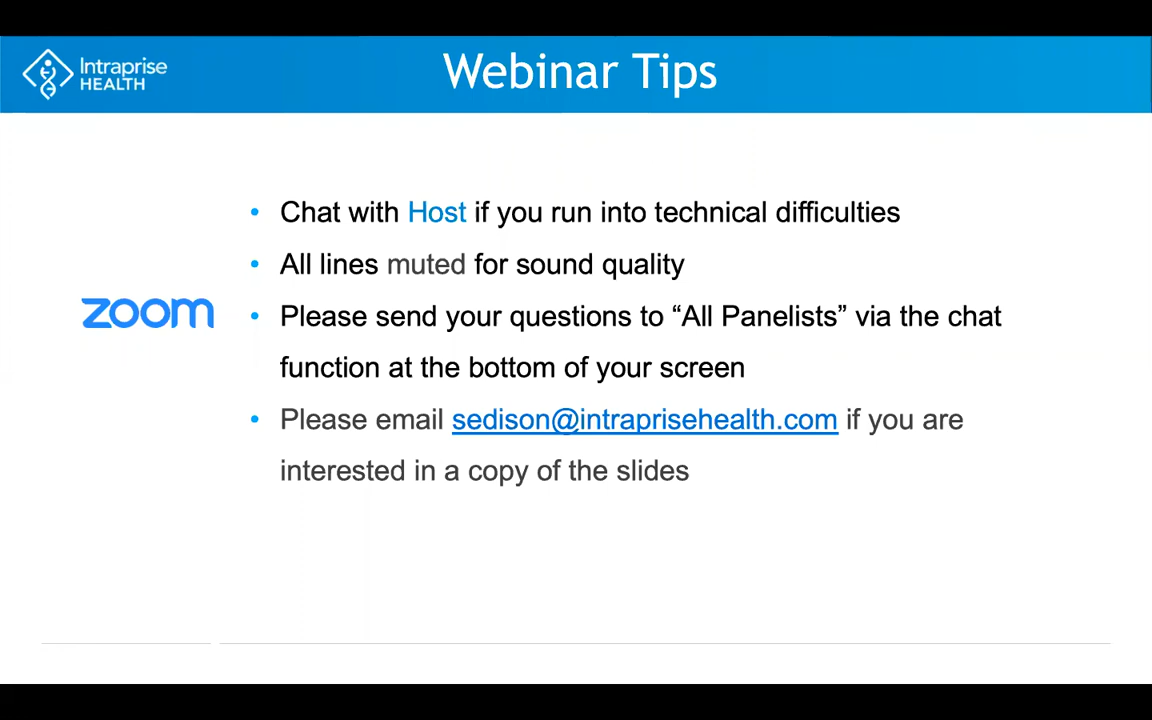 Intraprise
HEALTH
Webinar Tips
• Chat with Host if you run into technical difficulties
• All lines muted for sound quality
zoom
• Please send your questions to “All Panelists” via the chat
function at the bottom of your screen
• Please email sedison@intraprisehealth.com if you are
interested in a copy of the slides